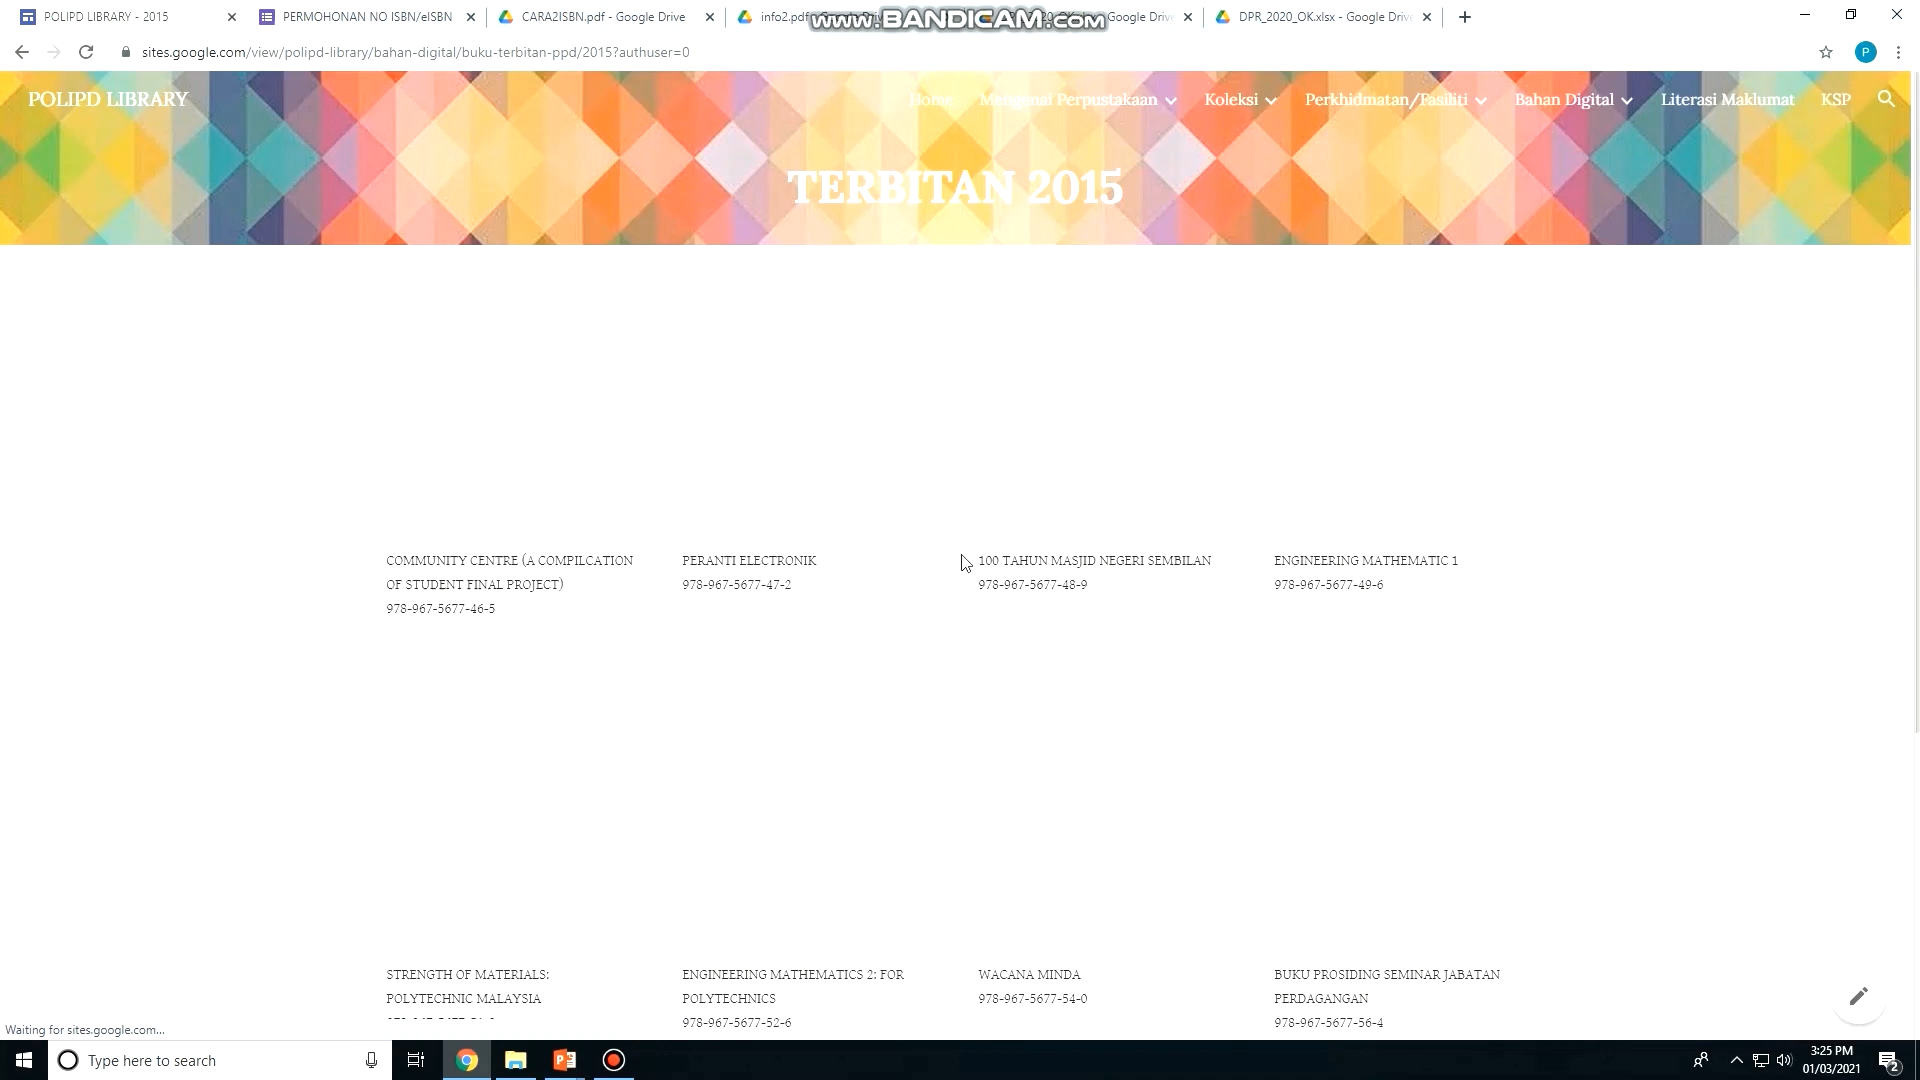 POLIPD LIBRARY - 2015
PERMOHONAN NO ISBN/eISBN
CARA2ISBN.pdf - Google Drive
info2.pdf
Google Drive
DPR_2020_OK.xlsx - Google Drive
www.BANDICAM.com
sites.google.com/view/polipd-library/bahan-digital/buku-terbitan-ppd/2015?authuser=0
P
POLIPD LIBRARY
Home
Mengenai Perpustakaan
Koleksi
Perkhidmatan/Fasiliti
Bahan Digital
Literasi Maklumat
KSP
TERBITAN 2015
COMMUNITY CENTRE (A COMPILCATION
OF STUDENT FINAL PROJECT)
978-967-5677-46-5
PERANTI ELECTRONIK
978-967-5677-47-2
100 TAHUN MASJID NEGERI SEMBILAN
978-967-5677-48-9
ENGINEERING MATHEMATIC 1
978-967-5677-49-6
STRENGTH OF MATERIALS:
POLYTECHNIC MALAYSIA
ENGINEERING MATHEMATICS 2: FOR
POLYTECHNICS
978-967-5677-52-6
WACANA MINDA
978-967-5677-54-0
BUKU PROSIDING SEMINAR JABATAN
PERDAGANGAN
978-967-5677-56-4
Waiting for sites.google.com...
Type here to search
3:25 PM
01/03/2021
2